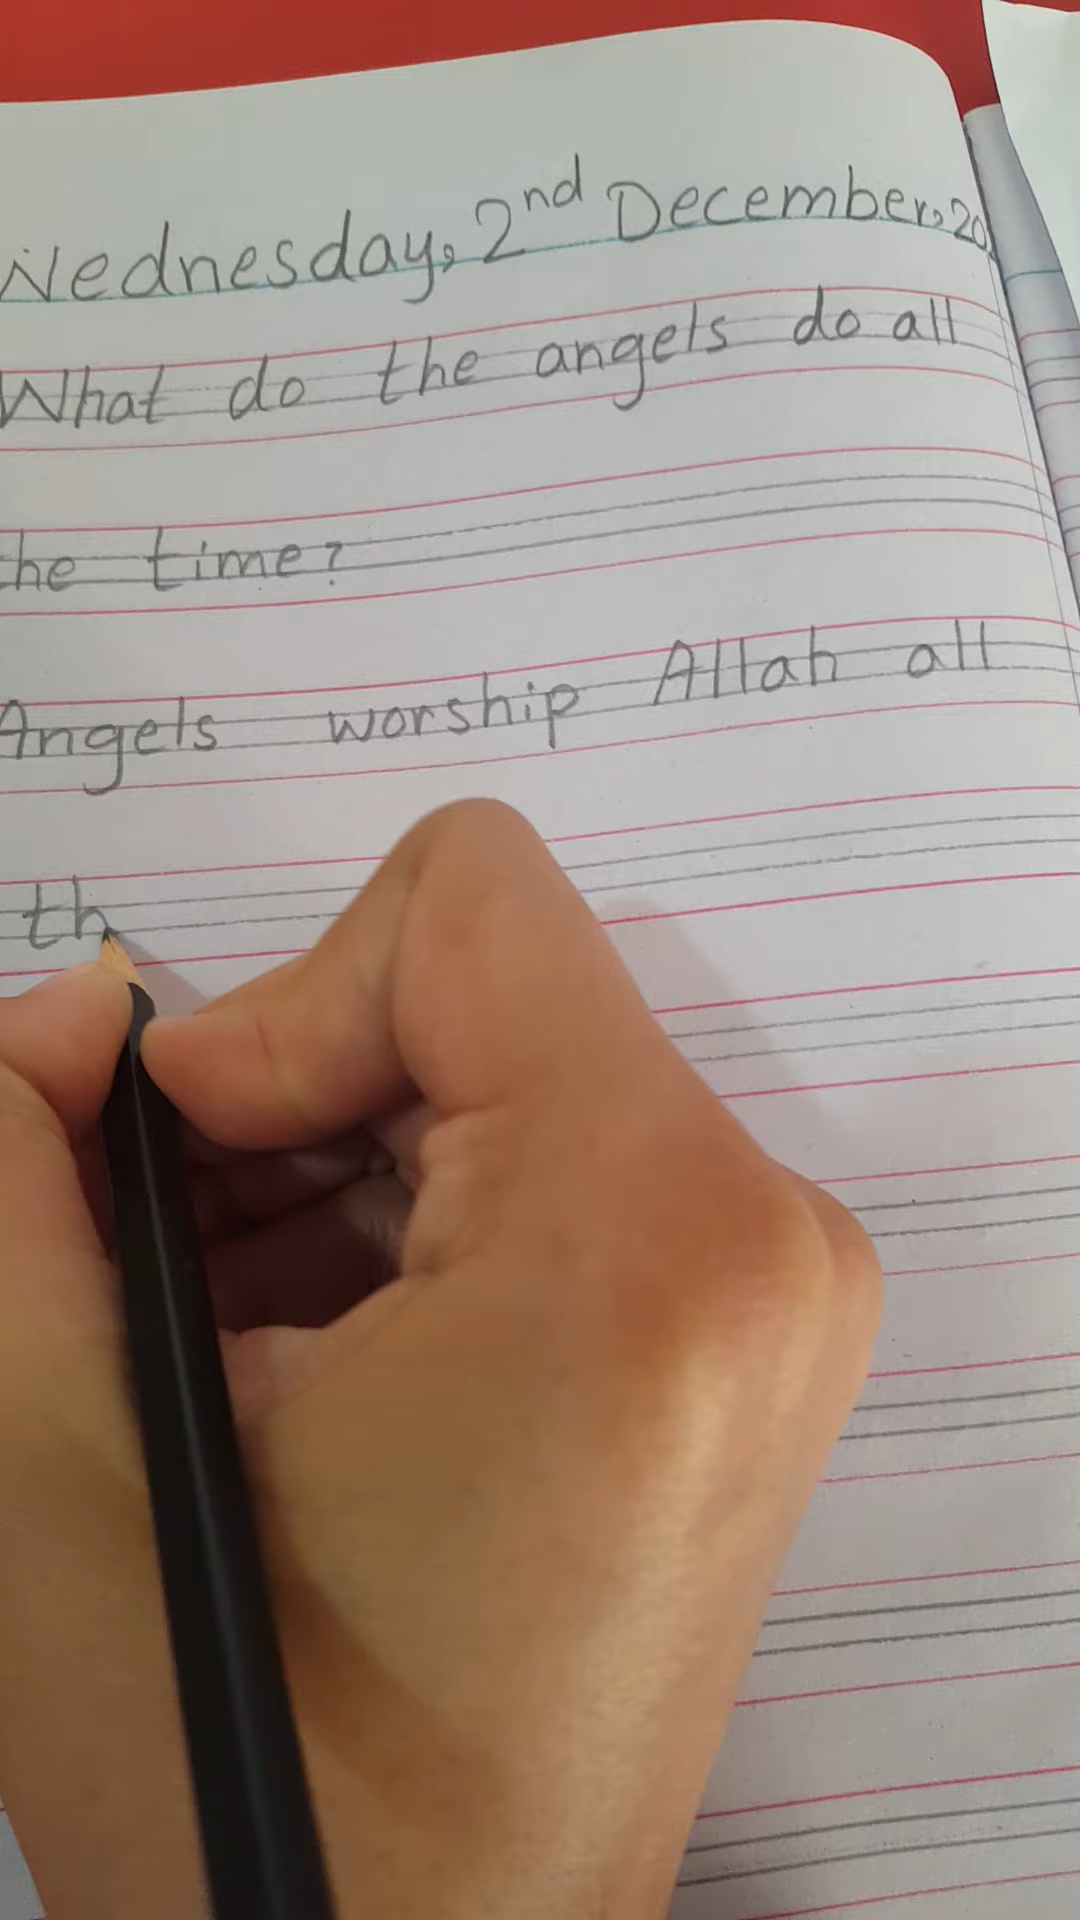 Wednesday, 2nd December, 20
What do the angels do all
the time?
Angels worship Allah all
th